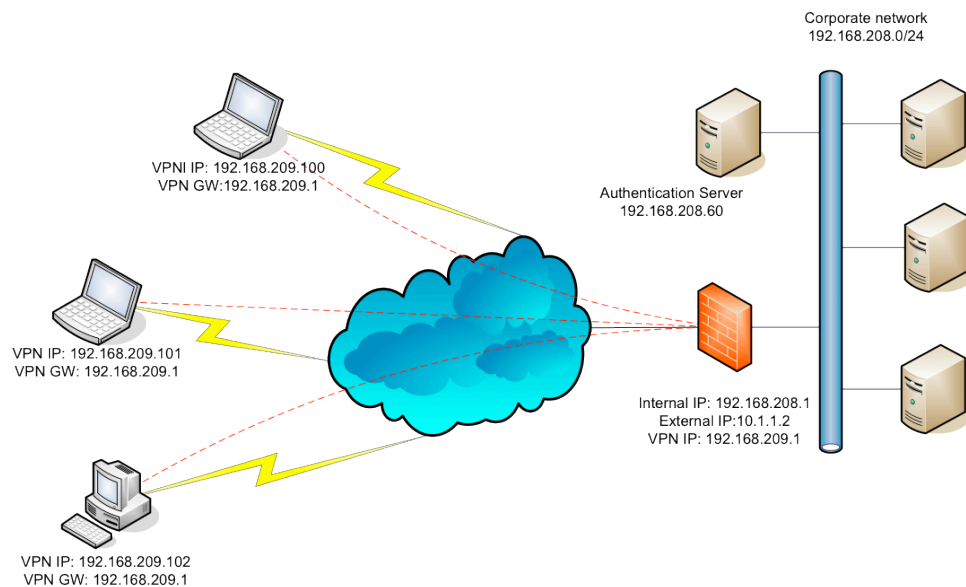 Corporate network
192.168.208.0/24
VPNI IP: 192.168.209.100
VPN GW:192.168.209.1
Authentication Server
192.168.208.60
VPN IP: 192.168.209.101
VPN GW: 192.168.209.1
Internal IP: 192.168.208.1
External IP:10.1.1.2
VPN IP: 192.168.209.1
VPN IP: 192.168.209.102
VPN GW: 192.168.209.1